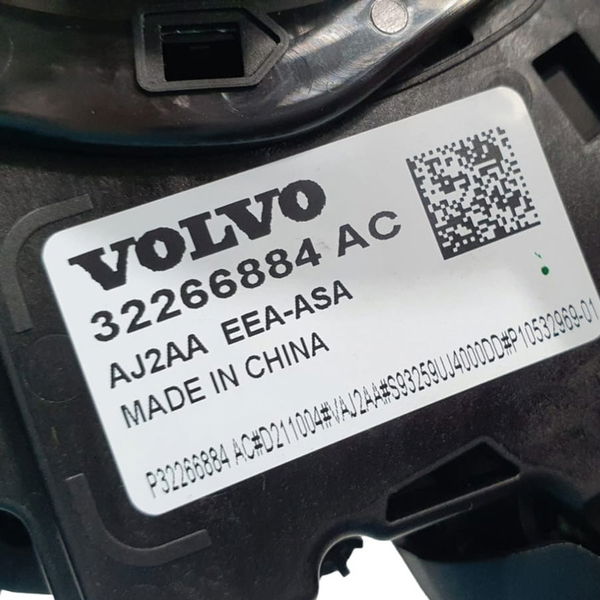 VOLVO
32266884 AC
AJ2AA EEA-ASA
MADE IN CHINA
P32266884 AC#D211004#VAJ2AA#S93259UJ4000DD#P10532969-01